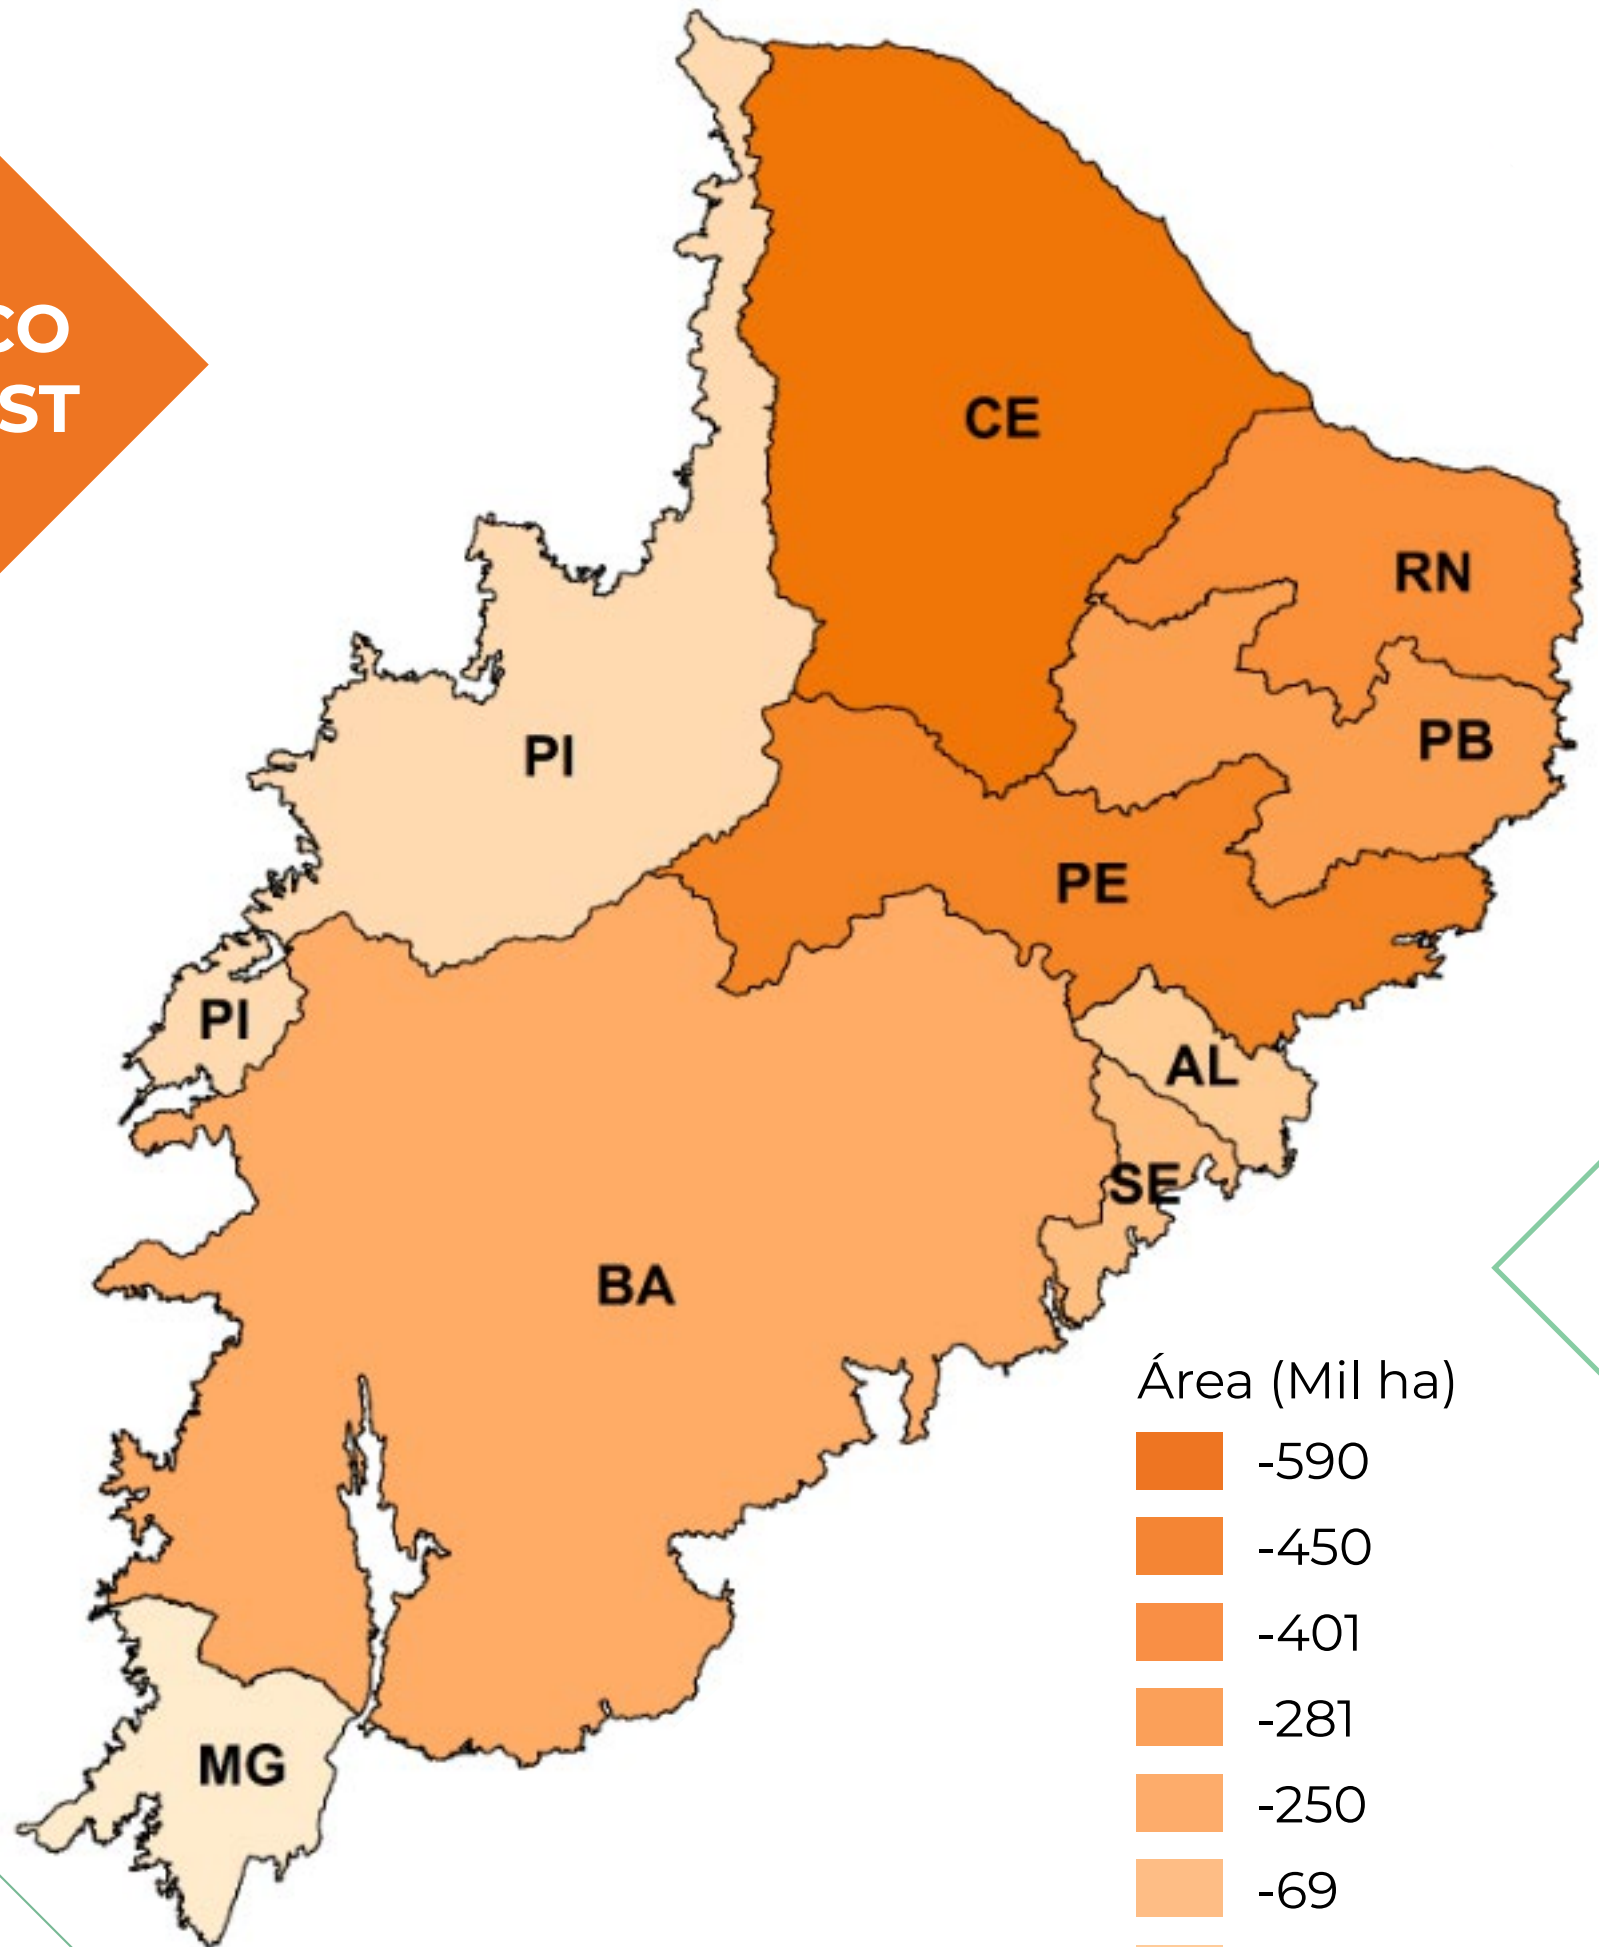 CO
ST
CE
RN
PI
PB
PE
PI
AL
SE
BA
MG
Área (Mil ha)
-590
-450
-401
-281
-250
-69